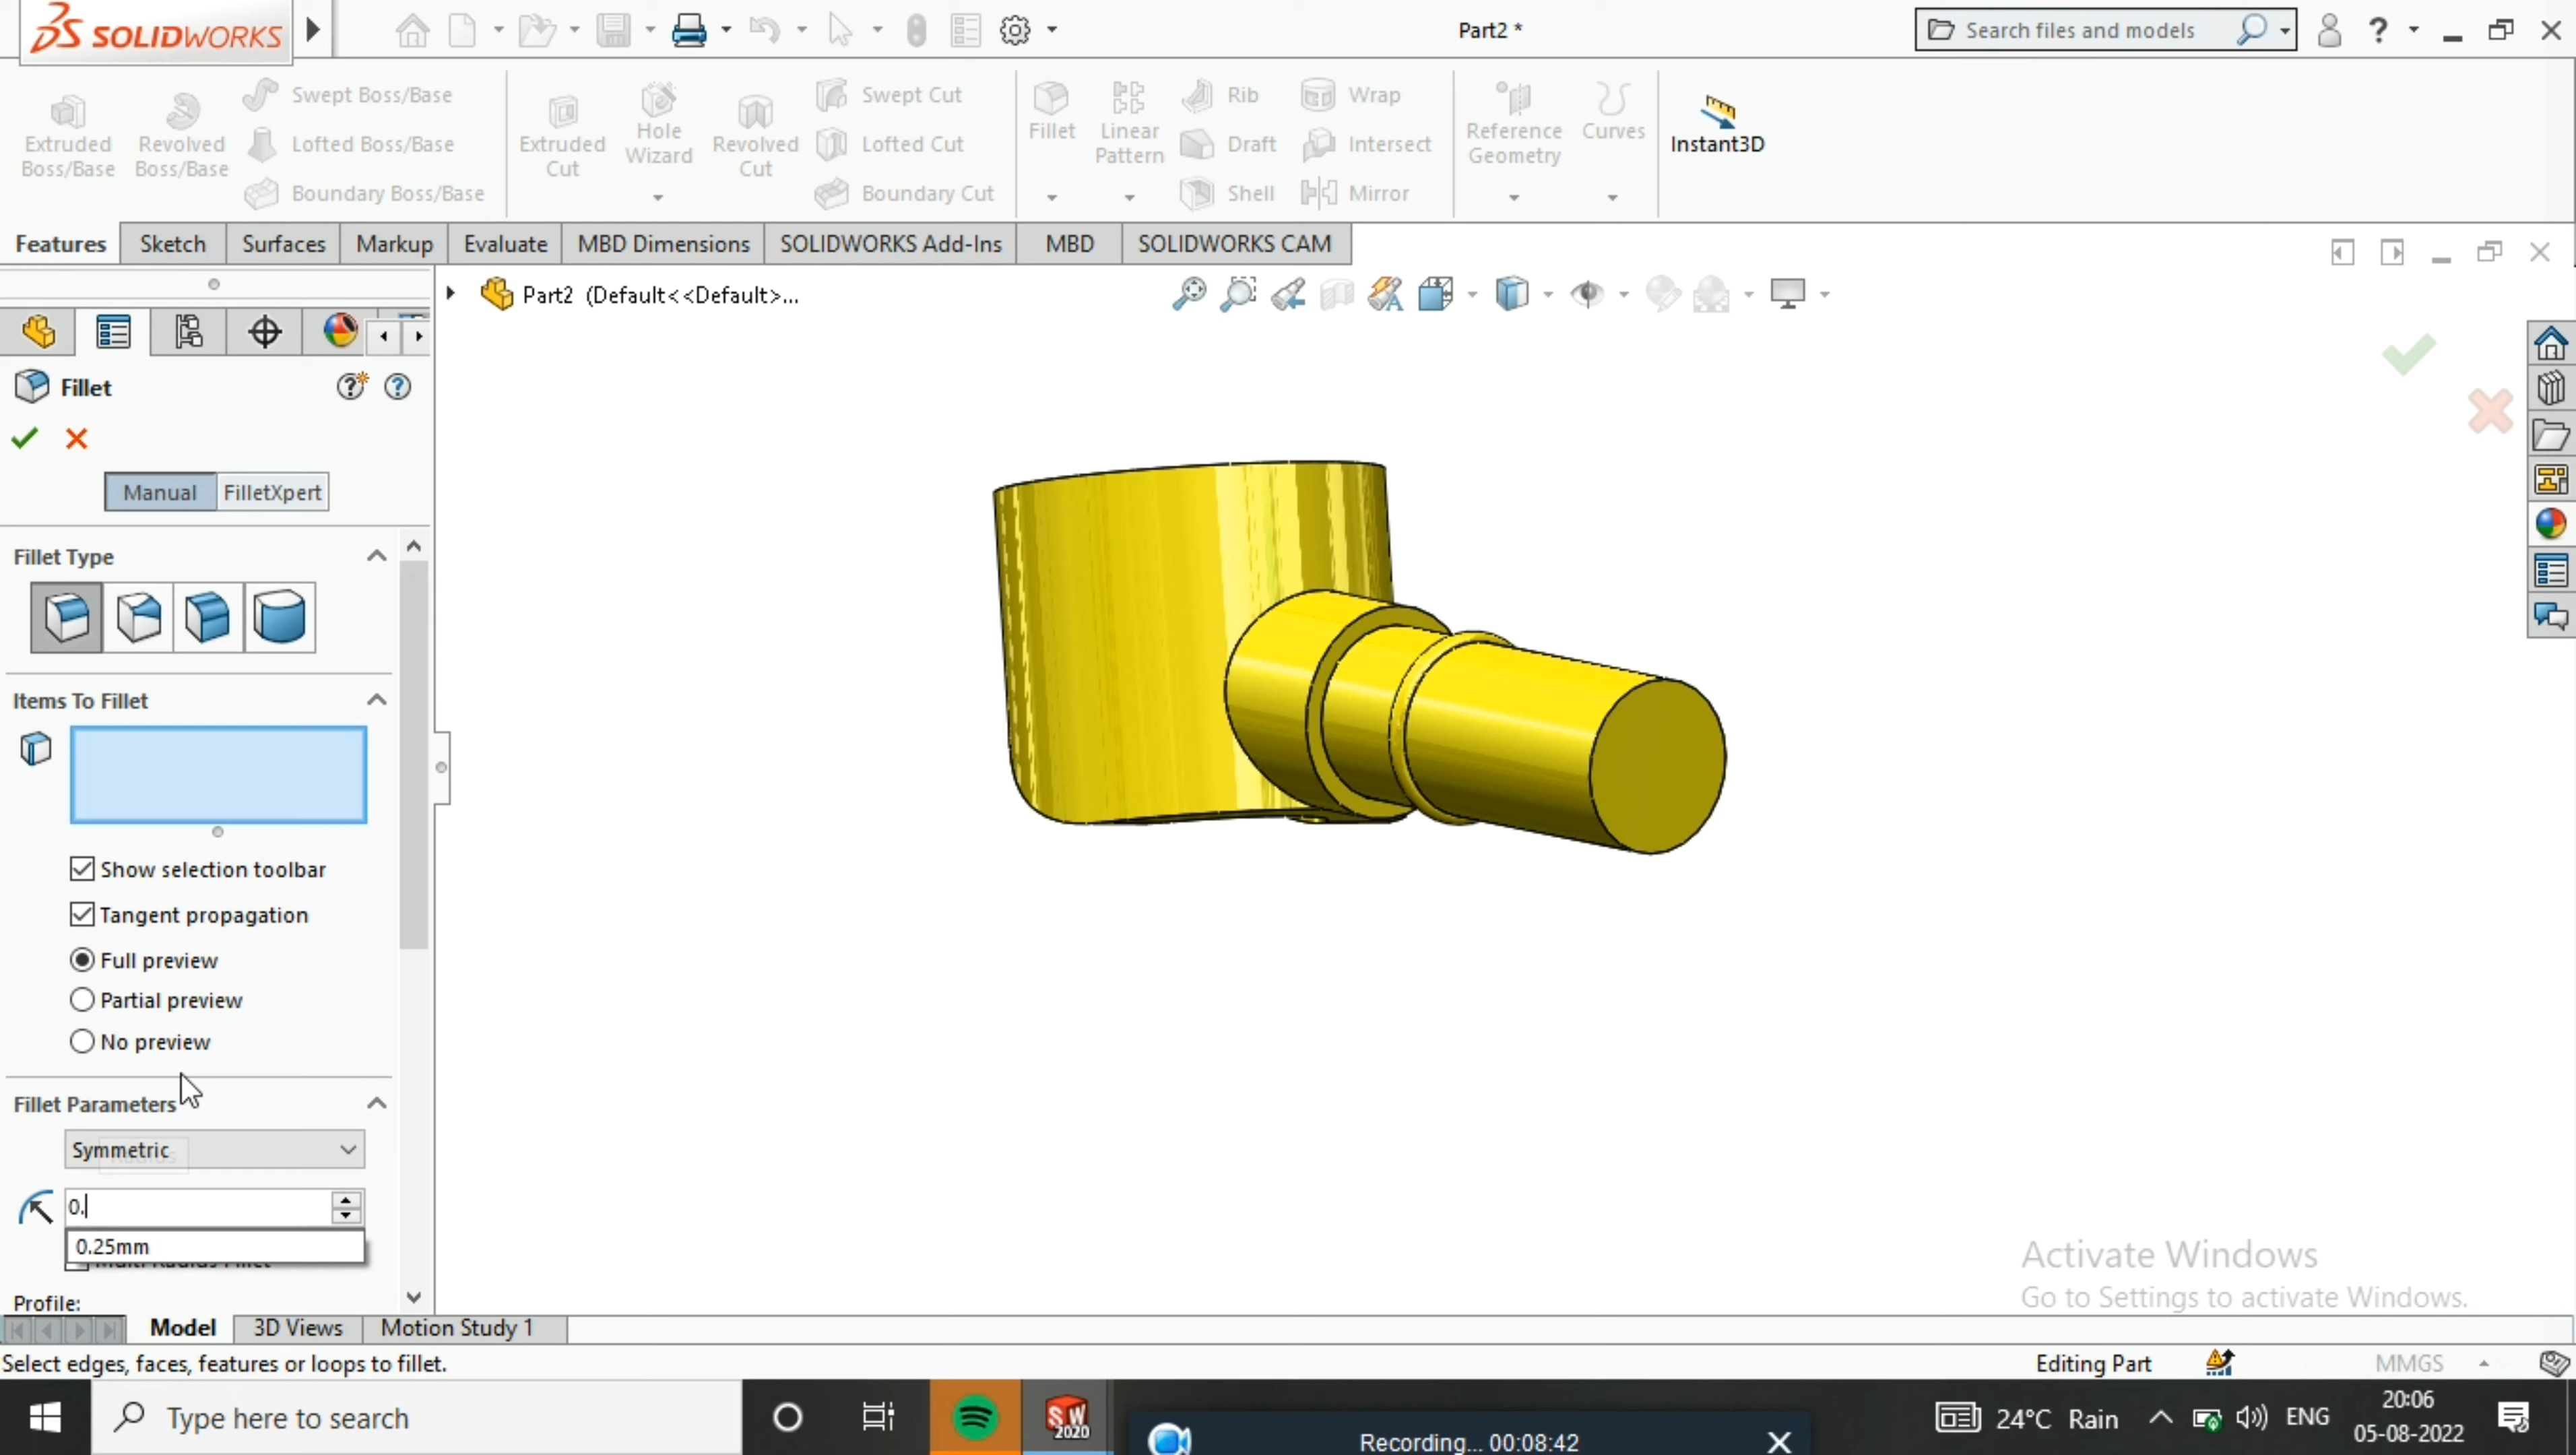 SOLIDWORKS
Part2 *
Search files and models
Extruded Boss/Base
Revolved Boss/Base
Swept Boss/Base
Lofted Boss/Base
Boundary Boss/Base
Extruded Cut
Hole Wizard
Revolved Cut
Swept Cut
Lofted Cut
Boundary Cut
Fillet
Linear Pattern
Rib
Draft
Shell
Wrap
Intersect
Mirror
Reference Geometry
Curves
Instant3D
Features
Sketch
Surfaces
Markup
Evaluate
MBD Dimensions
SOLIDWORKS Add-Ins
MBD
SOLIDWORKS CAM
Part2 (Default<<Default>...
Fillet
Manual
FilletXpert
Fillet Type
Items To Fillet
Show selection toolbar
Tangent propagation
Full preview
Partial preview
No preview
Fillet Parameters
Symmetric
0.
0.25mm
Profile:
Activate Windows
Go to Settings to activate Windows.
Model
3D Views
Motion Study 1
Select edges, faces, features or loops to fillet.
Editing Part
MMGS
Type here to search
SW
2020
Recording... 00:08:42
24°C Rain
ENG
20:06
05-08-2022